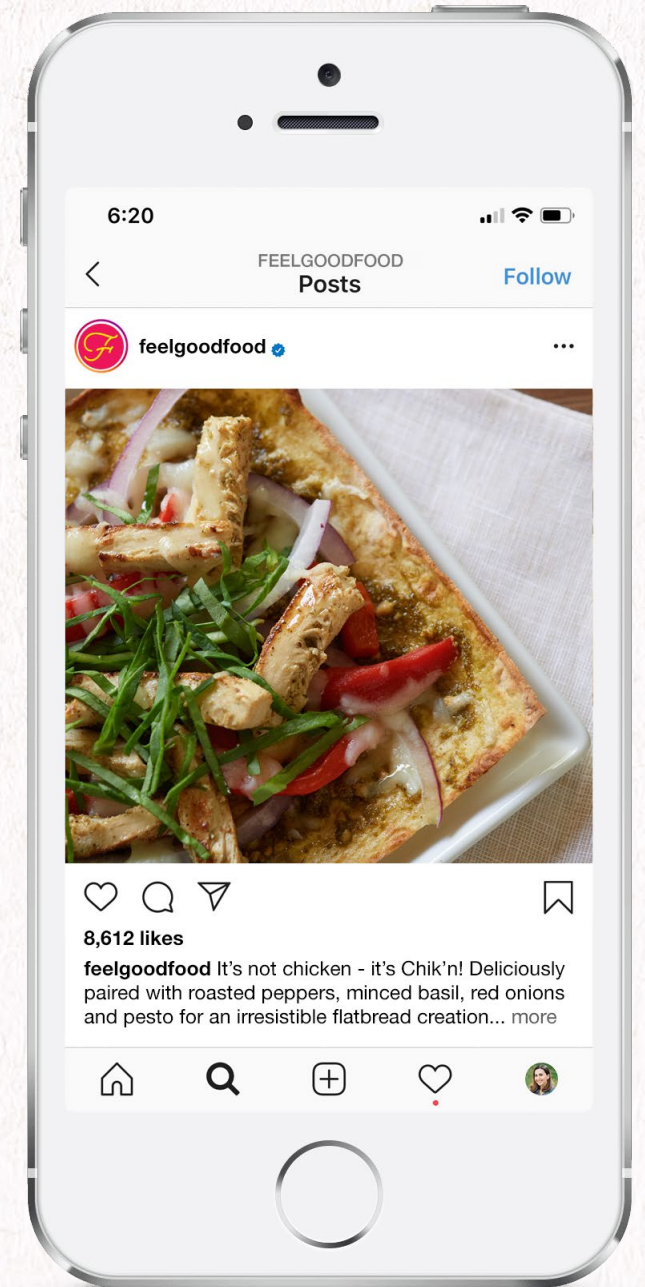 6:20
FEELGOODFOOD
Posts
Follow
F
feelgoodfood
8,612 likes
feelgoodfood It’s not chicken - it’s Chik’n! Deliciously
paired with roasted peppers, minced basil, red onions
and pesto for an irresistible flatbread creation... more